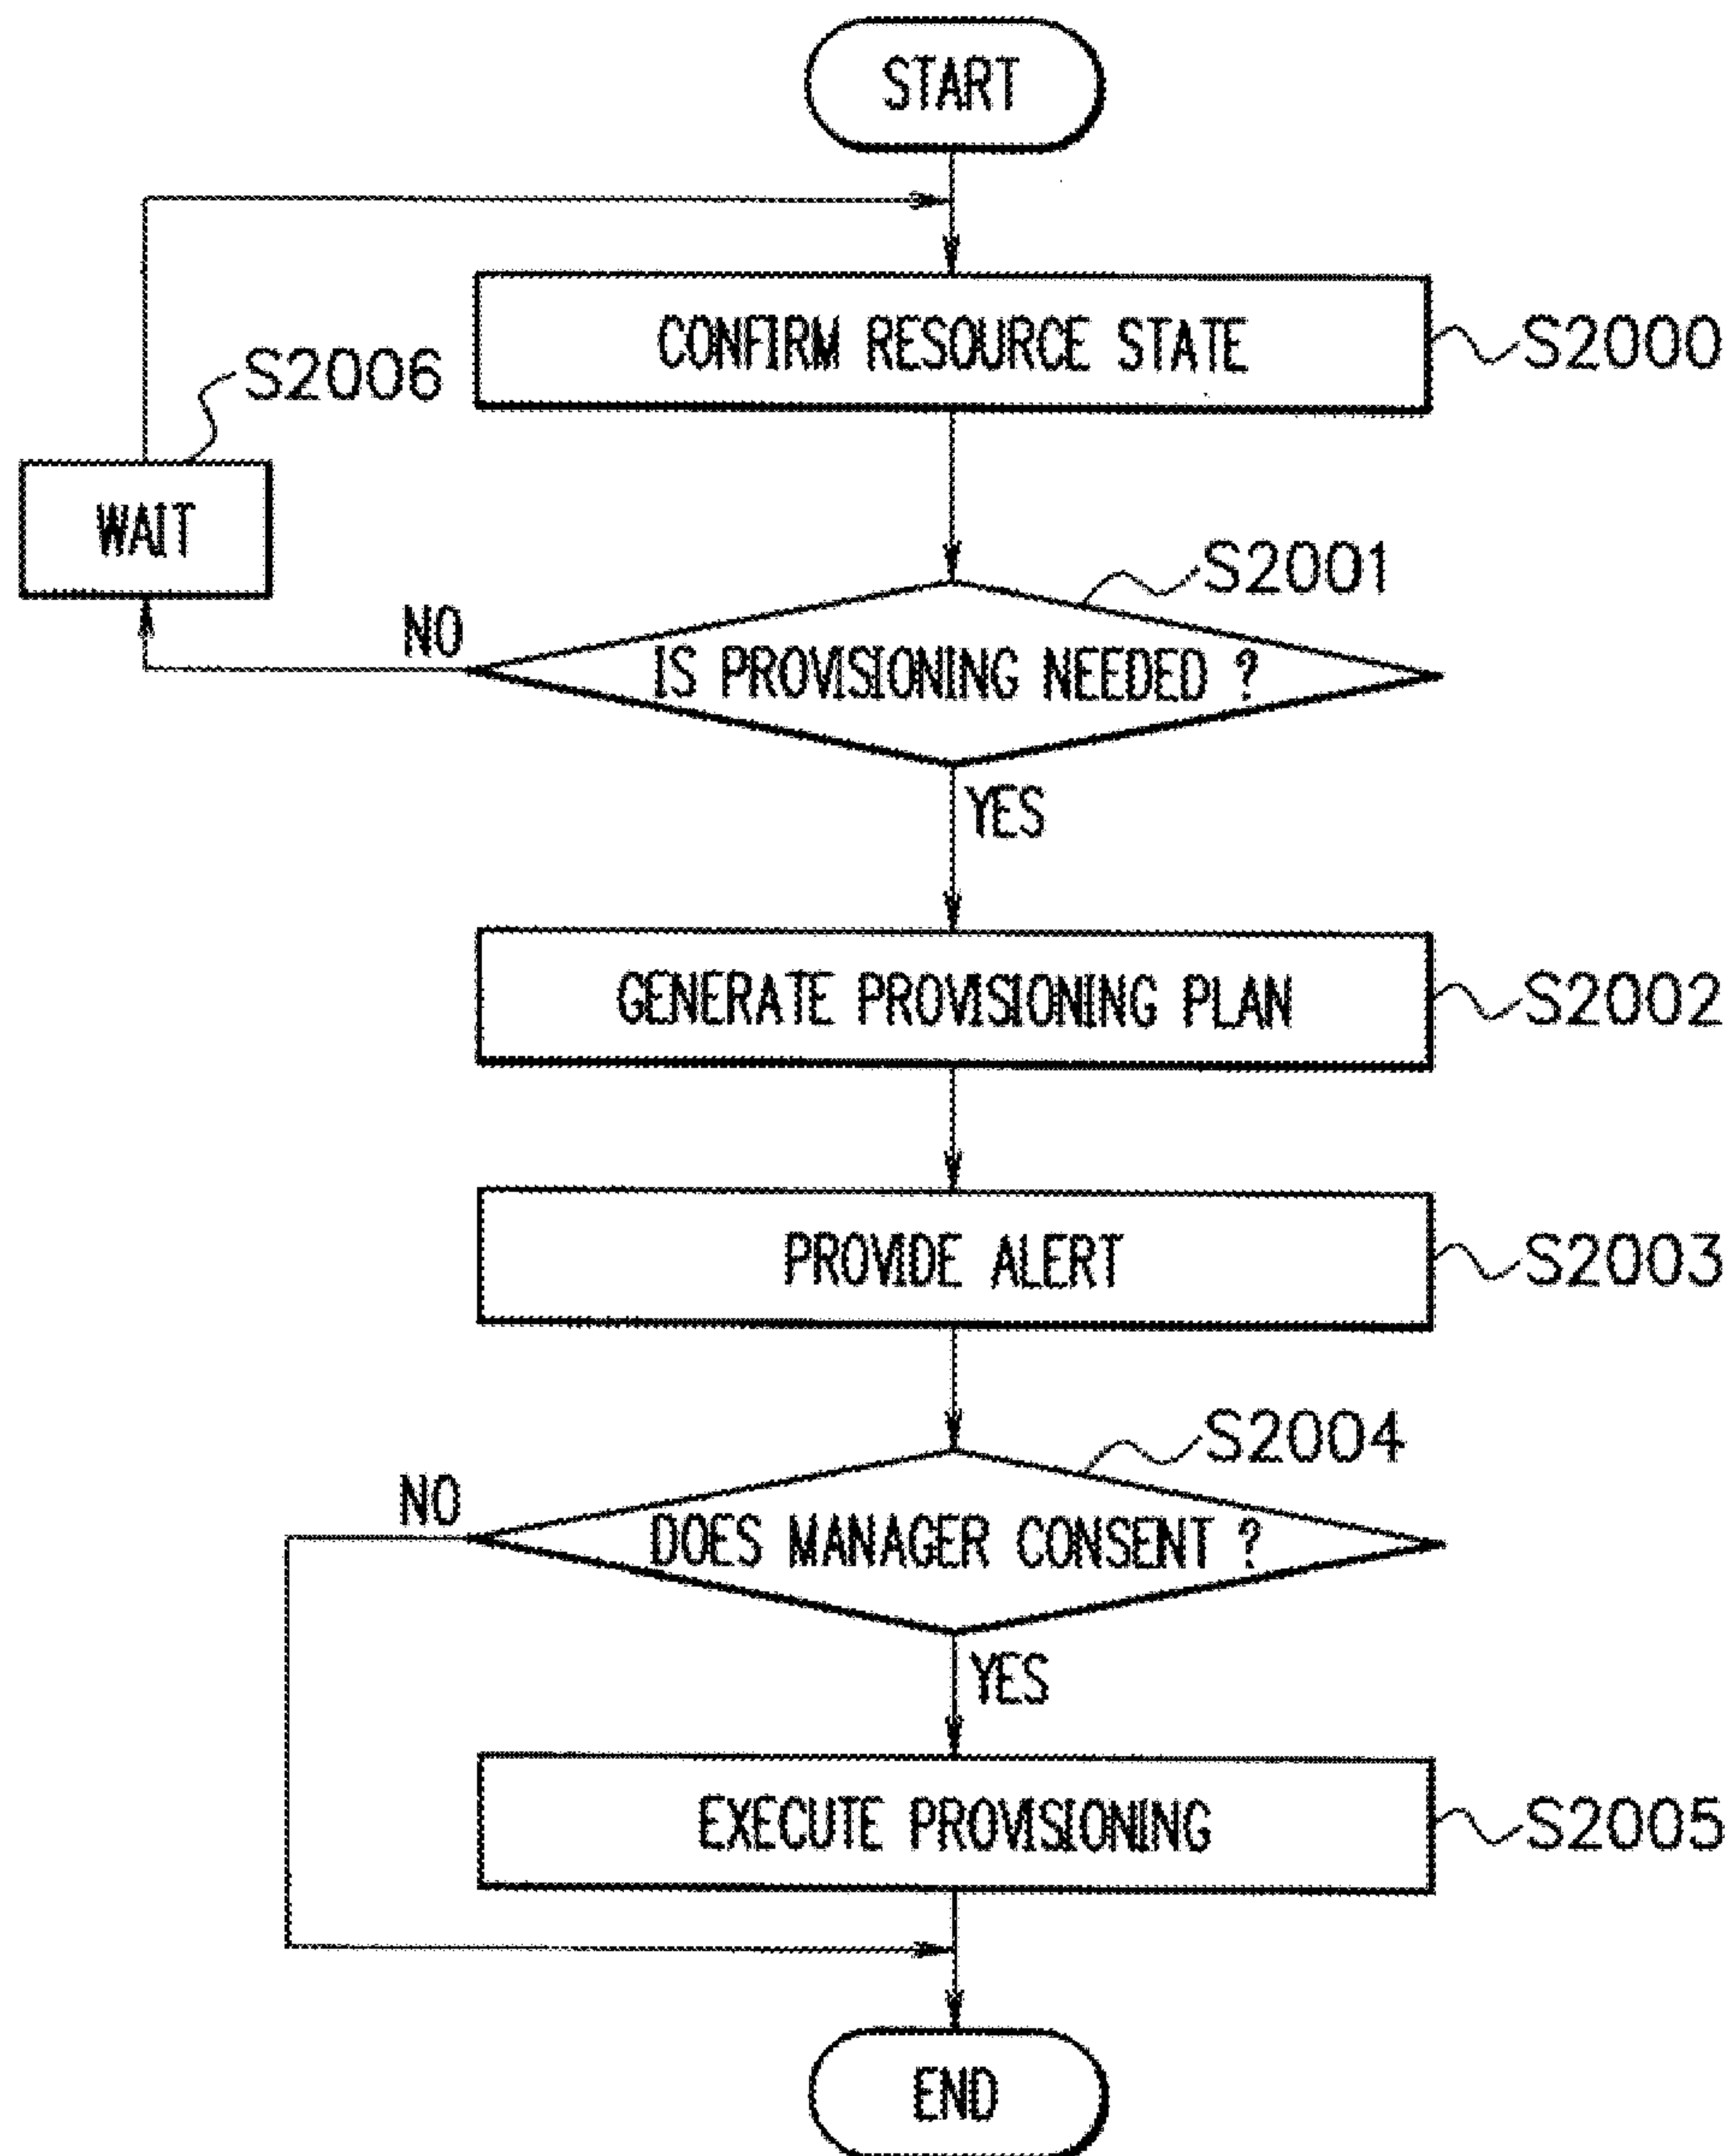 START
CONFIRM RESOURCE STATE
S2000
S2006
WAIT
S2001
NO
IS PROVISIONING NEEDED ?
YES
GENERATE PROVISIONING PLAN
S2002
PROVIDE ALERT
S2003
S2004
NO
DOES MANAGER CONSENT ?
YES
EXECUTE PROVISIONING
S2005
END